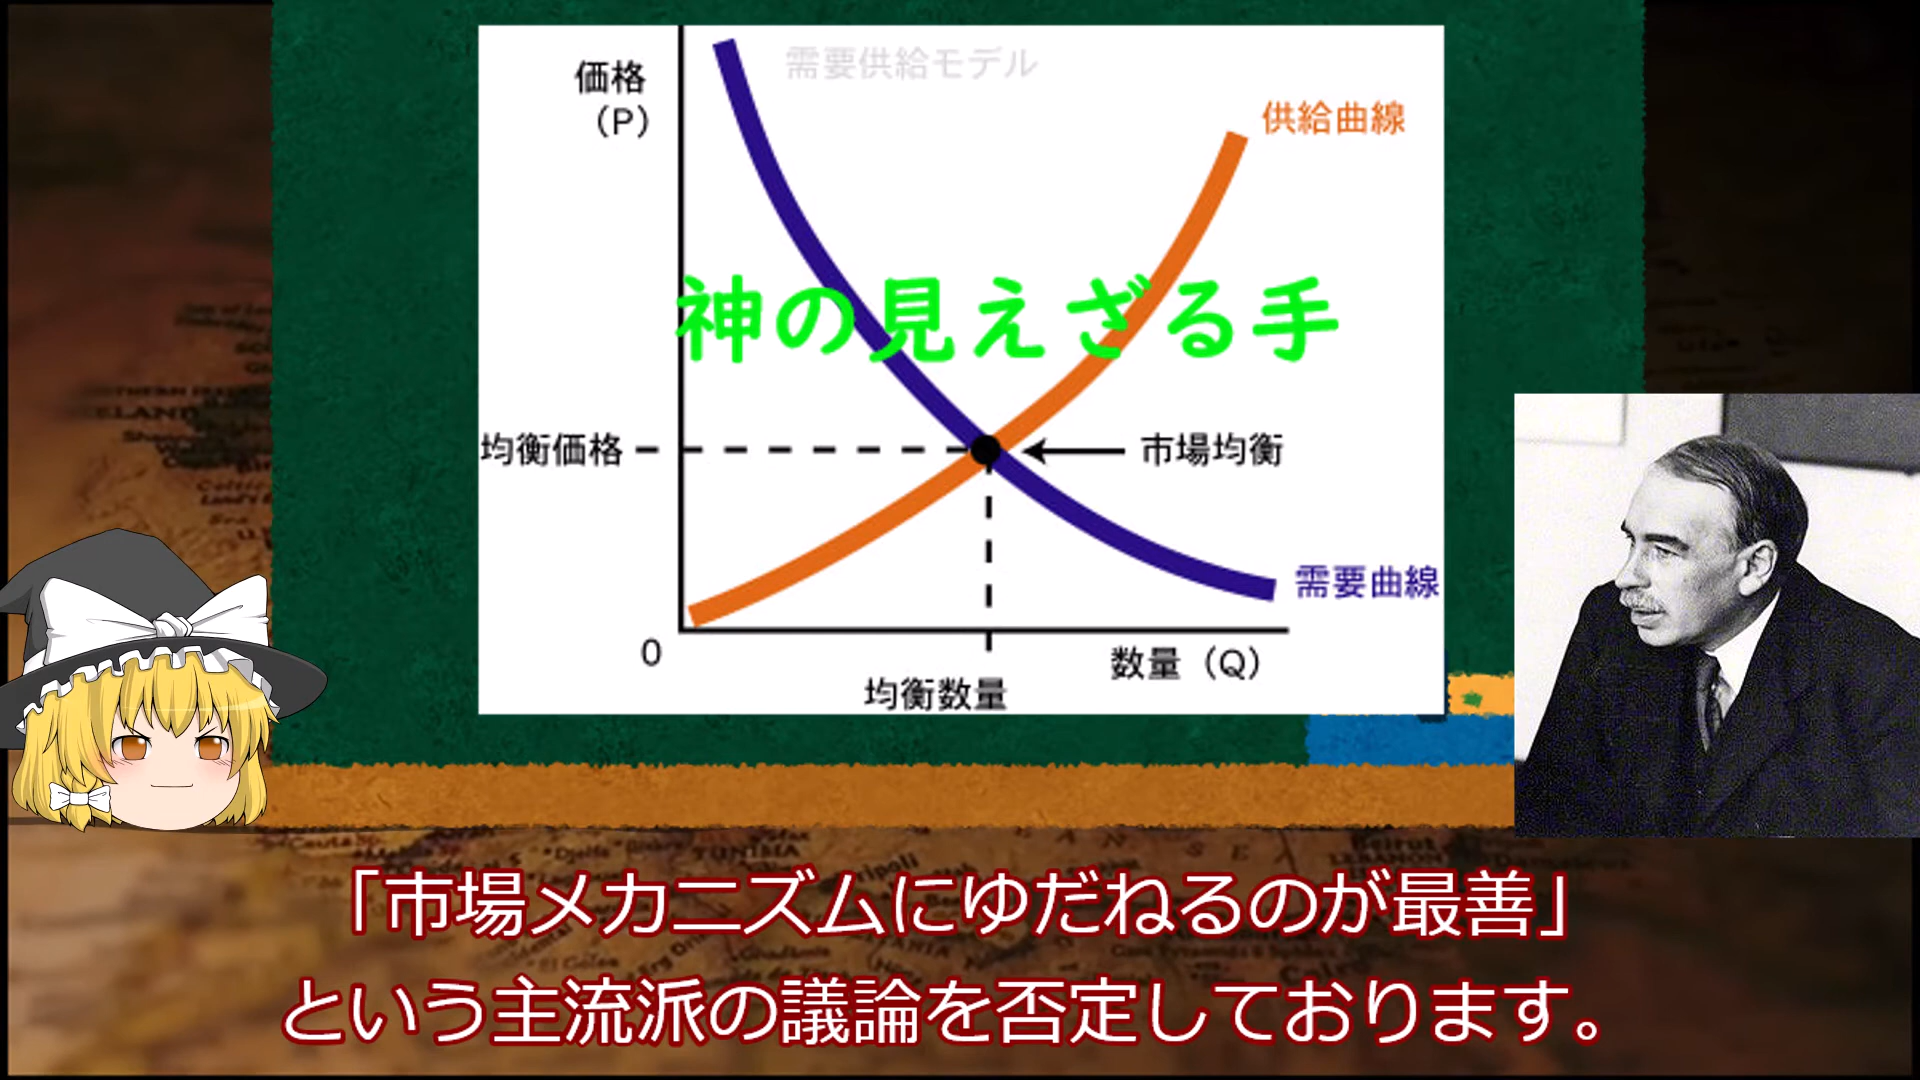 需要供給モデル
価格
(P)
供給曲線
神の見えざる手
均衡価格
市場均衡
需要曲線
0
数量（Q）
均衡数量
「市場メカニズムにゆだねるのが最善」
という主流派の議論を否定しております。